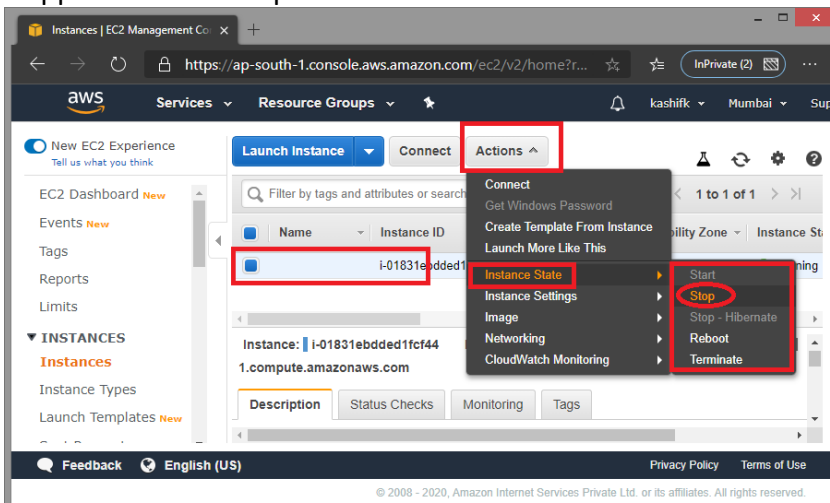 Instances | EC2 Management Co
https://ap-south-1.console.aws.amazon.com/ec2/v2/home?r...
InPrivate (2)
aws
Services
Resource Groups
kashifk
Mumbai
Sup
New EC2 Experience
Tell us what you think
Launch Instance
Connect
Actions
EC2 Dashboard New
Events New
Tags
Reports
Limits
INSTANCES
Instances
Instance Types
Launch Templates New
Filter by tags and attributes or search
1 to 1 of 1
Name
Instance ID
bility Zone
Instance Sta
i-01831ebdded1
ning
Connect
Get Windows Password
Create Template From Instance
Launch More Like This
Instance State
Instance Settings
Image
Networking
CloudWatch Monitoring
Start
Stop
Stop - Hibernate
Reboot
Terminate
Instance: i-01831ebdded1fcf44
1.compute.amazonaws.com
Description
Status Checks
Monitoring
Tags
Feedback
English (US)
Privacy Policy
Terms of Use
© 2008 - 2020, Amazon Internet Services Private Ltd. or its affiliates. All rights reserved.